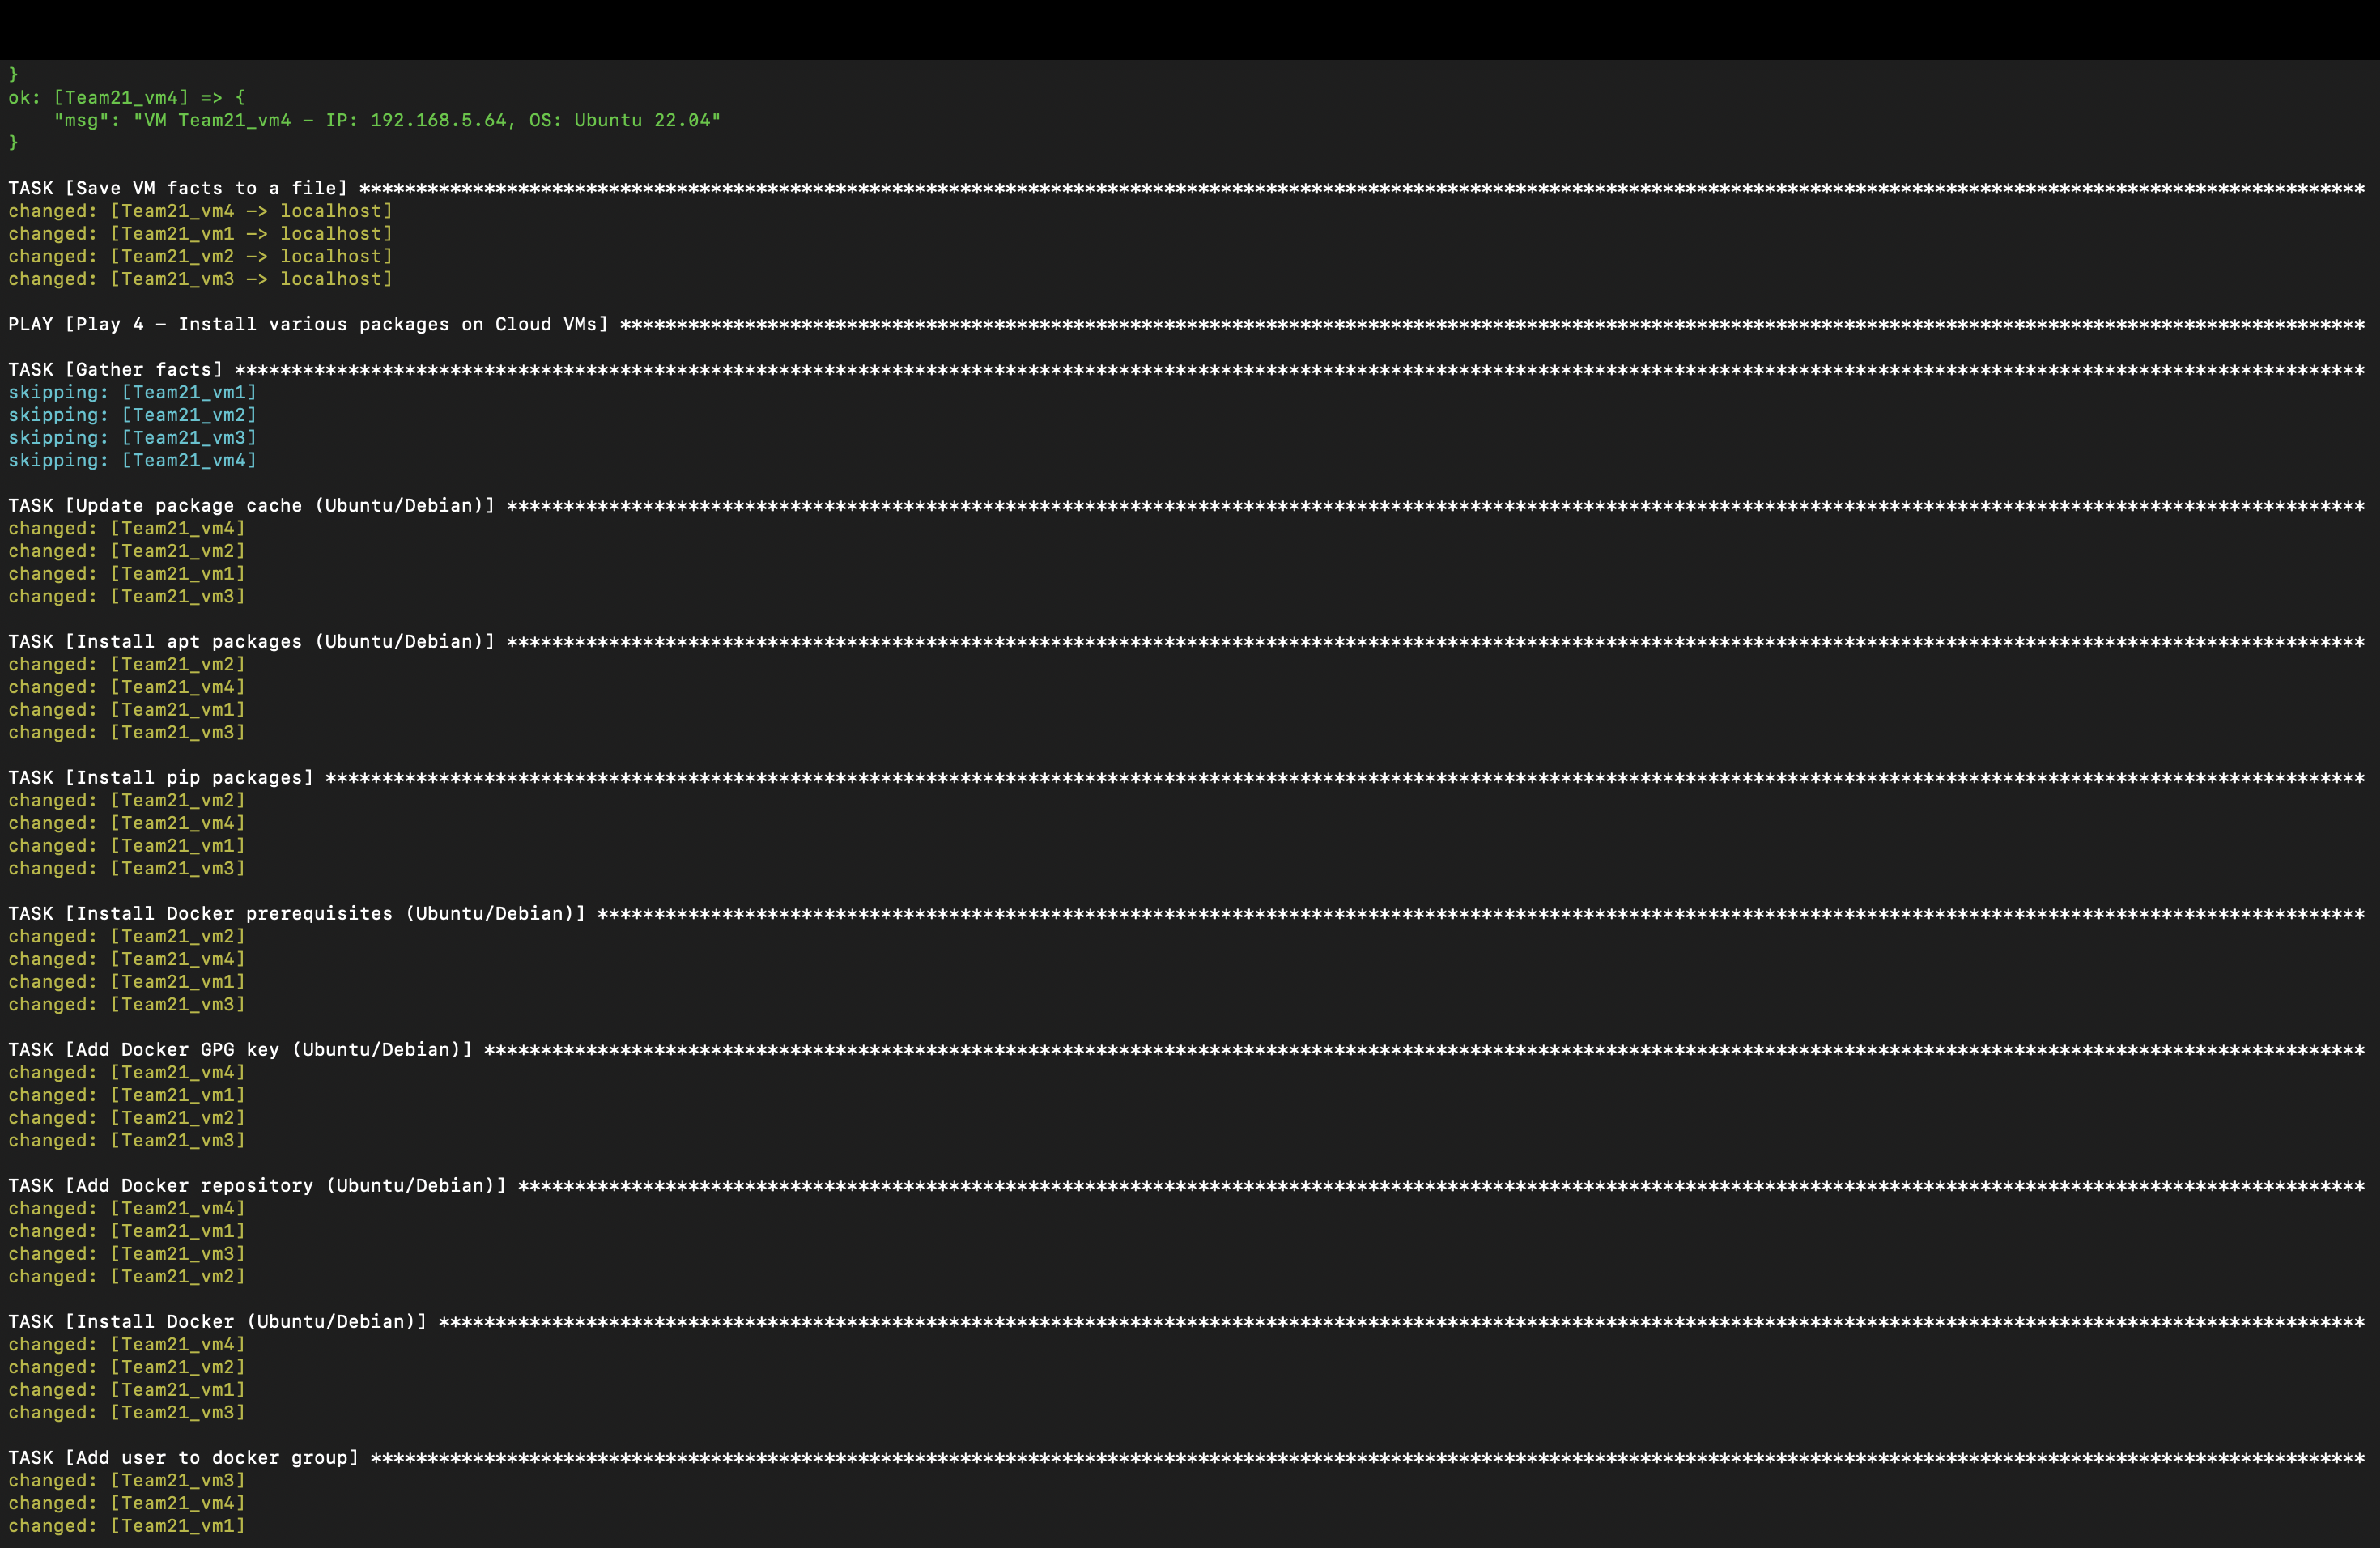 }
ok: [Team21_vm4] => {
    "msg": "VM Team21_vm4 - IP: 192.168.5.64, OS: Ubuntu 22.04"
}

TASK [Save VM facts to a file] ****************************************************************************************************************************************************************************
changed: [Team21_vm4 -> localhost]
changed: [Team21_vm1 -> localhost]
changed: [Team21_vm2 -> localhost]
changed: [Team21_vm3 -> localhost]

PLAY [Play 4 - Install various packages on Cloud VMs] *****************************************************************************************************************************************************

TASK [Gather facts] ***************************************************************************************************************************************************************************************
skipping: [Team21_vm1]
skipping: [Team21_vm2]
skipping: [Team21_vm3]
skipping: [Team21_vm4]

TASK [Update package cache (Ubuntu/Debian)] ***************************************************************************************************************************************************************
changed: [Team21_vm4]
changed: [Team21_vm2]
changed: [Team21_vm1]
changed: [Team21_vm3]

TASK [Install apt packages (Ubuntu/Debian)] ***************************************************************************************************************************************************************
changed: [Team21_vm2]
changed: [Team21_vm4]
changed: [Team21_vm1]
changed: [Team21_vm3]

TASK [Install pip packages] *******************************************************************************************************************************************************************************
changed: [Team21_vm2]
changed: [Team21_vm4]
changed: [Team21_vm1]
changed: [Team21_vm3]

TASK [Install Docker prerequisites (Ubuntu/Debian)] *******************************************************************************************************************************************************
changed: [Team21_vm2]
changed: [Team21_vm4]
changed: [Team21_vm1]
changed: [Team21_vm3]

TASK [Add Docker GPG key (Ubuntu/Debian)] *****************************************************************************************************************************************************************
changed: [Team21_vm4]
changed: [Team21_vm1]
changed: [Team21_vm2]
changed: [Team21_vm3]

TASK [Add Docker repository (Ubuntu/Debian)] **************************************************************************************************************************************************************
changed: [Team21_vm4]
changed: [Team21_vm1]
changed: [Team21_vm3]
changed: [Team21_vm2]

TASK [Install Docker (Ubuntu/Debian)] *********************************************************************************************************************************************************************
changed: [Team21_vm4]
changed: [Team21_vm2]
changed: [Team21_vm1]
changed: [Team21_vm3]

TASK [Add user to docker group] ***************************************************************************************************************************************************************************
changed: [Team21_vm3]
changed: [Team21_vm4]
changed: [Team21_vm1]